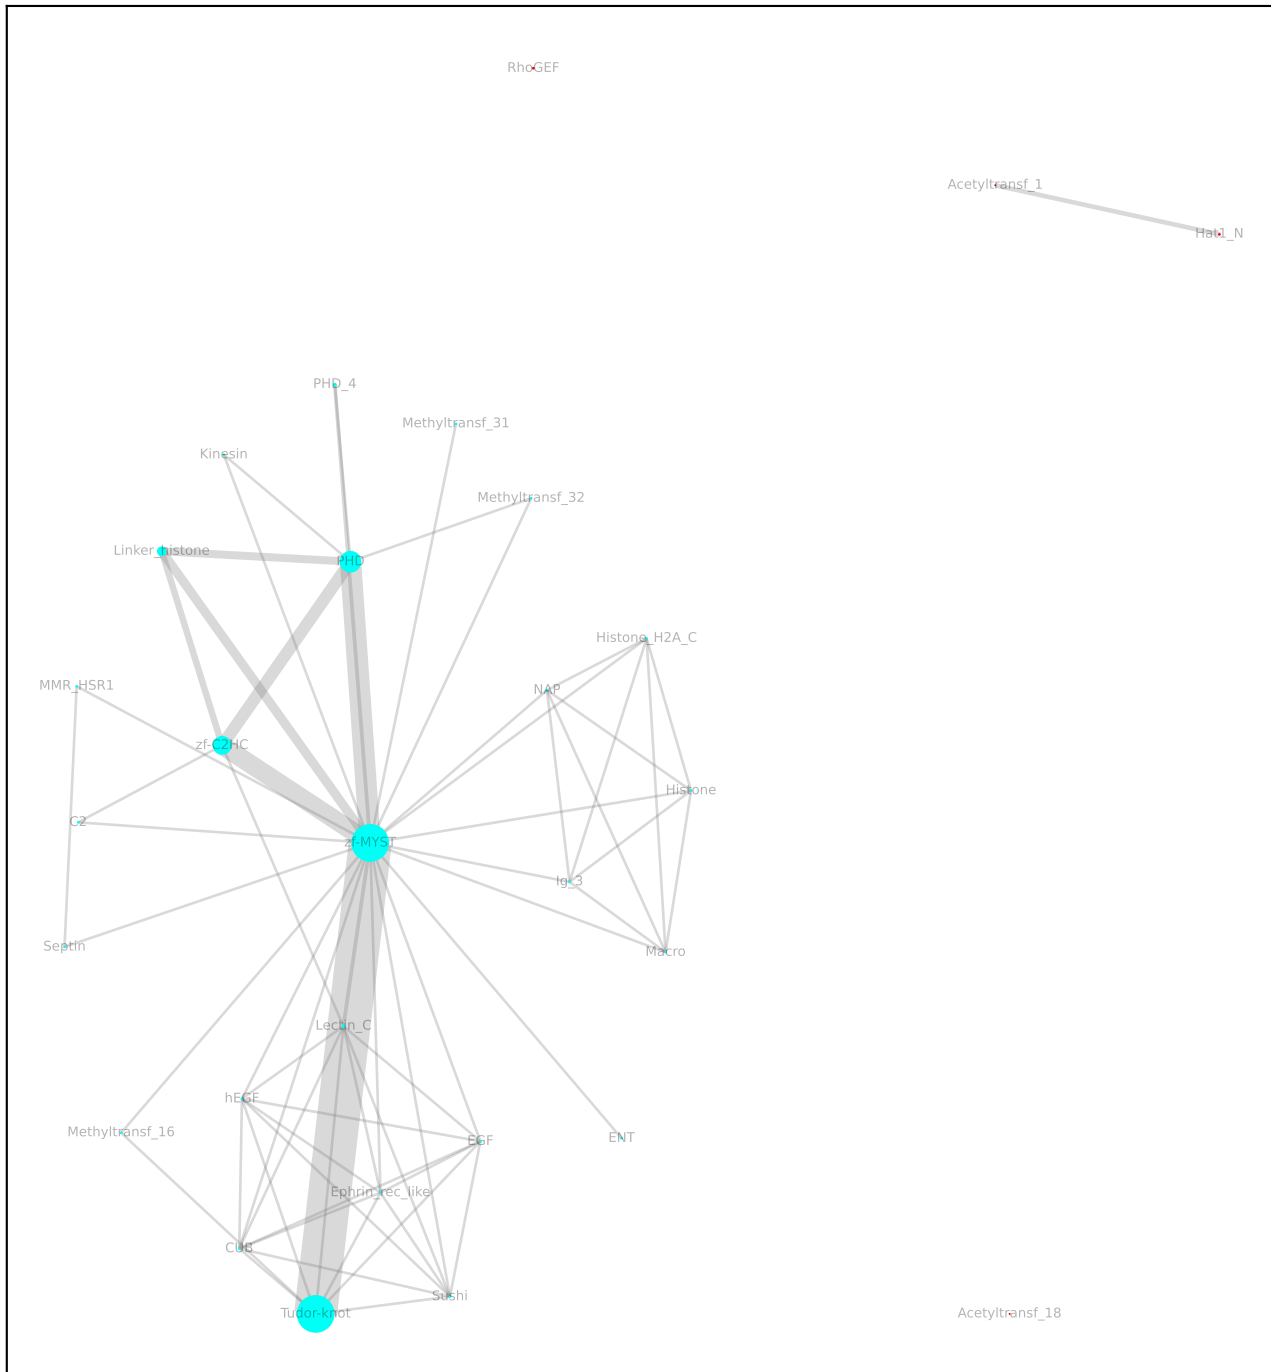 RhoGEF
Acetyltransf_1
Hat1_N
PHD_4
Methyltransf_31
Kinesin
Methyltransf_32
Linker_histone
PHD
Histone_H2A_C
MMR_HSR1
NAP
zf-C2HC
Histone
C2
zf-MYST
Ig_3
Septin
Macro
Lectin_C
hEGF
Methyltransf_16
ENT
EGF
Ephrin_rec_like
CUB
Sushi
Tudor-knot
Acetyltransf_18